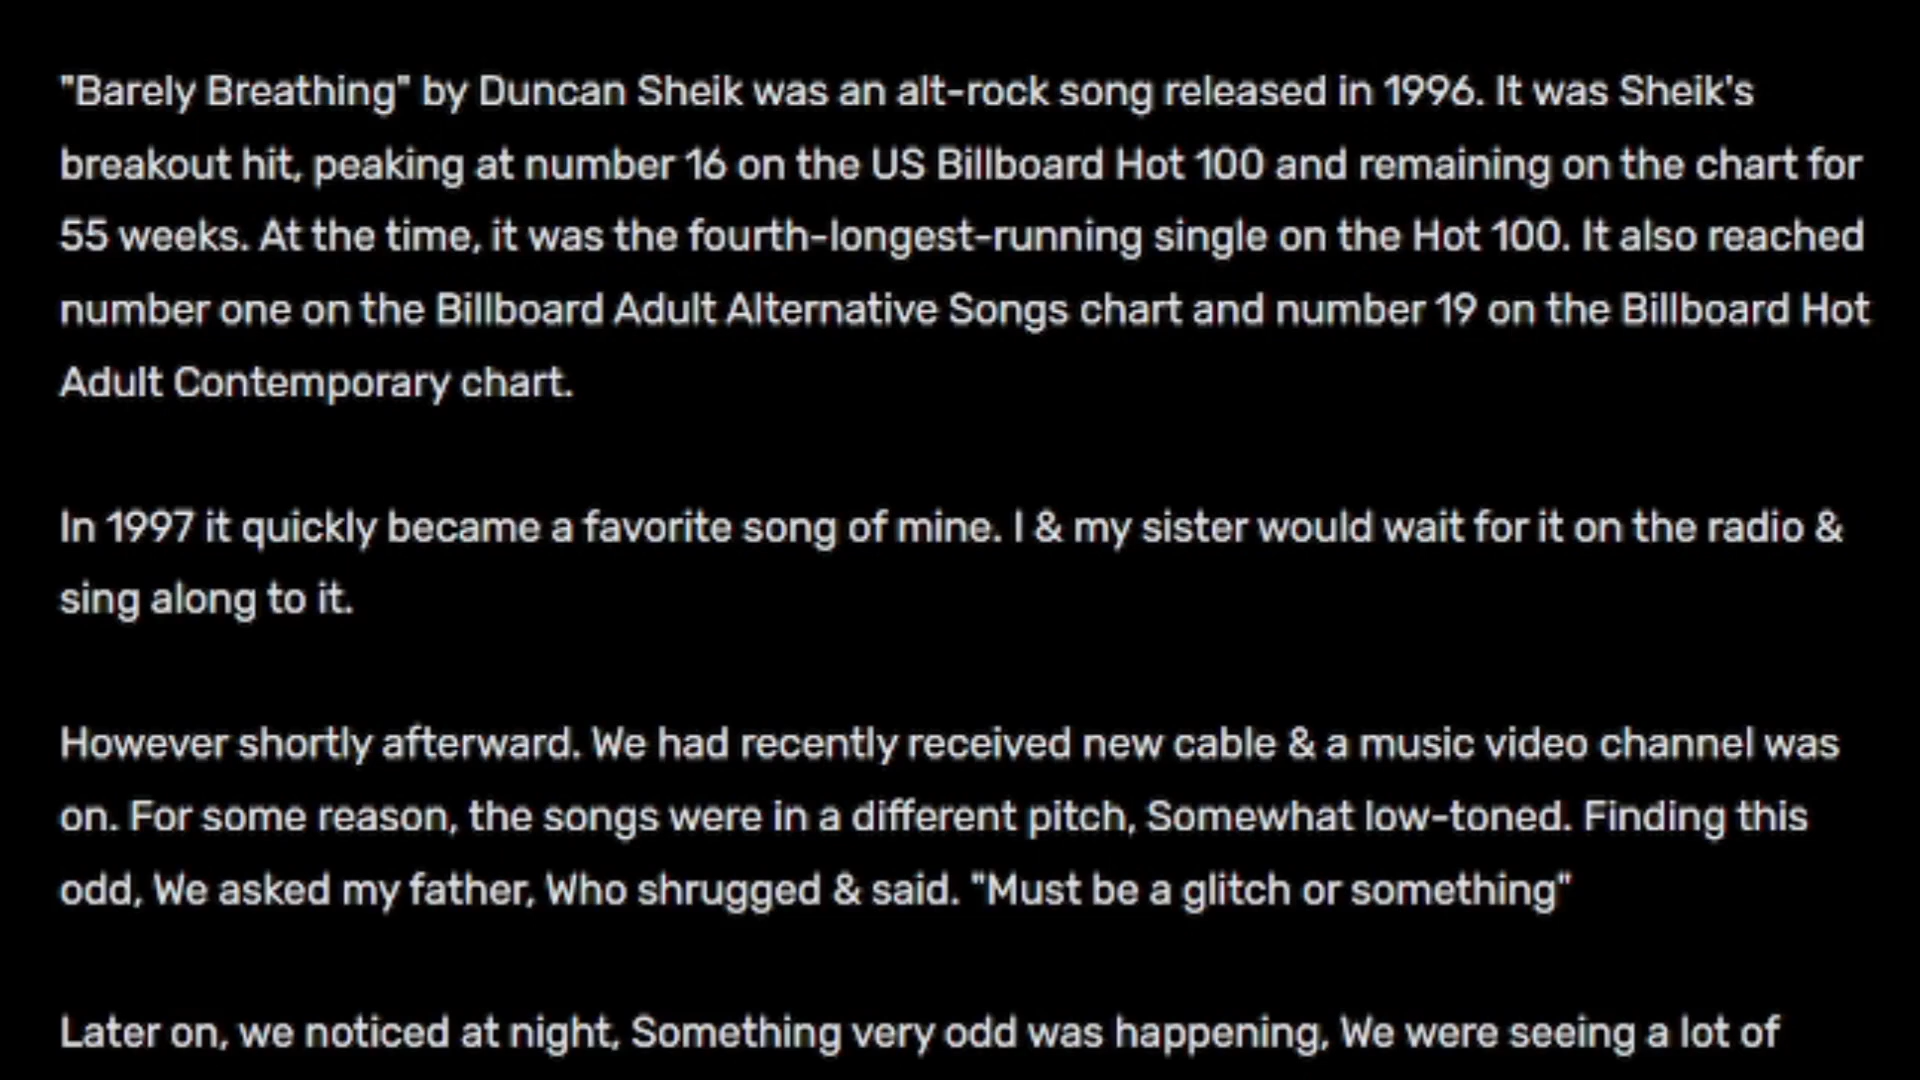 "Barely Breathing" by Duncan Sheik was an alt-rock song released in 1996. It was Sheik's
breakout hit, peaking at number 16 on the US Billboard Hot 100 and remaining on the chart for
55 weeks. At the time, it was the fourth-longest-running single on the Hot 100. It also reached
number one on the Billboard Adult Alternative Songs chart and number 19 on the Billboard Hot
Adult Contemporary chart.
In 1997 it quickly became a favorite song of mine. I & my sister would wait for it on the radio &
sing along to it.
However shortly afterward. We had recently received new cable & a music video channel was
on. For some reason, the songs were in a different pitch, Somewhat low-toned. Finding this
odd, We asked my father, Who shrugged & said. "Must be a glitch or something"
Later on, we noticed at night, Something very odd was happening, We were seeing a lot of